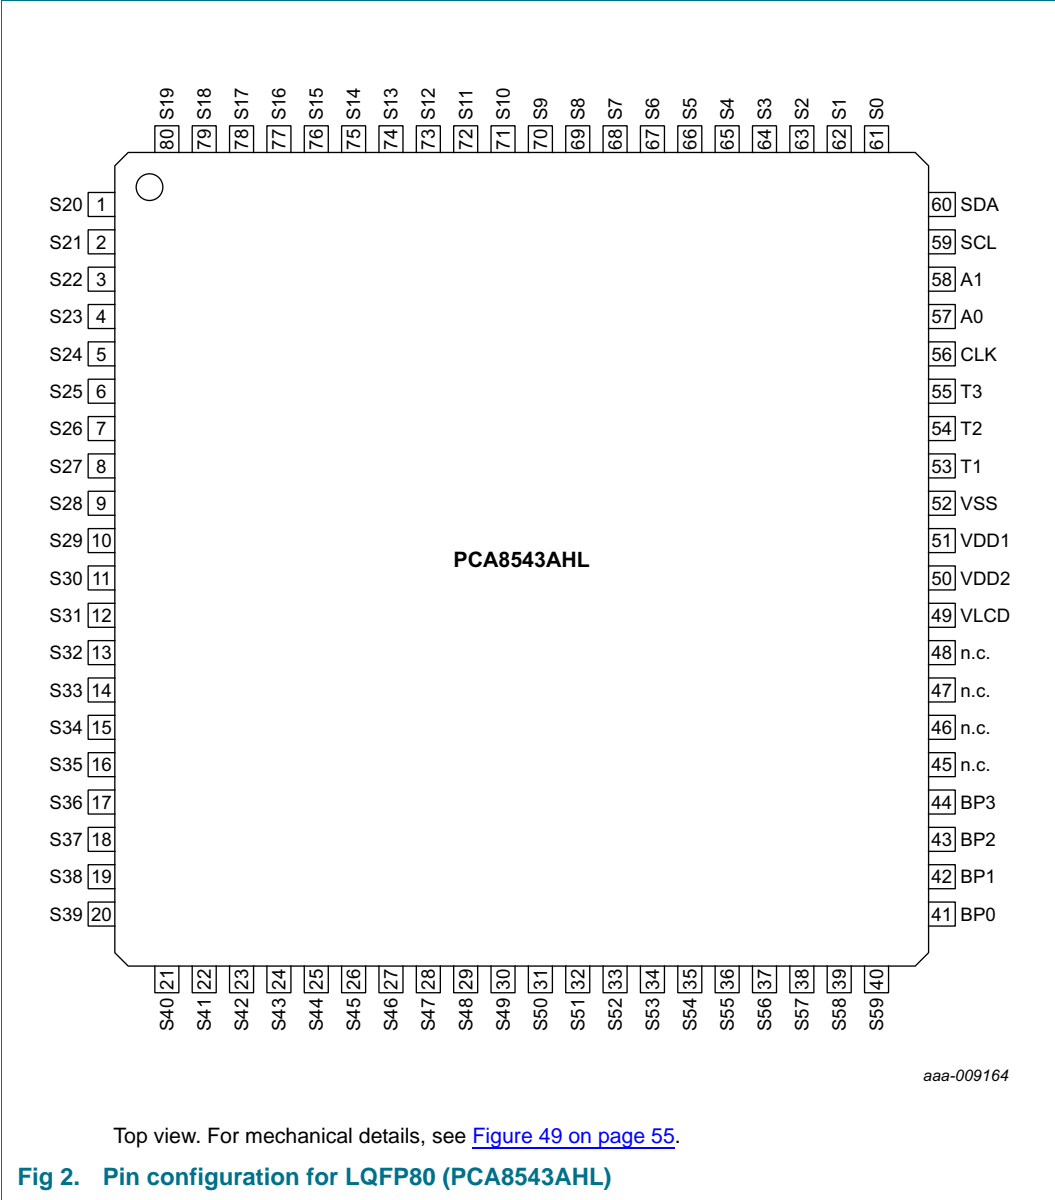 S19 S18 S17 S16 S15 S14 S13 S12 S11 S10 S9 S8 S7 S6 S5 S4 S3 S2 S1 S0
80 79 78 77 76 75 74 73 72 71 70 69 68 67 66 65 64 63 62 61
S20 1 60 SDA
S21 2 59 SCL
S22 3 58 A1
S23 4 57 A0
S24 5 56 CLK
S25 6 55 T3
S26 7 54 T2
S27 8 53 T1
S28 9 52 VSS
S29 10 51 VDD1
PCA8543AHL
S30 11 50 VDD2
S31 12 49 VLCD
S32 13 48 n.c.
S33 14 47 n.c.
S34 15 46 n.c.
S35 16 45 n.c.
S36 17 44 BP3
S37 18 43 BP2
S38 19 42 BP1
S39 20 41 BP0
21 22 23 24 25 26 27 28 29 30 31 32 33 34 35 36 37 38 39 40
S40 S41 S42 S43 S44 S45 S46 S47 S48 S49 S50 S51 S52 S53 S54 S55 S56 S57 S58 S59
aaa-009164
Top view. For mechanical details, see Figure 49 on page 55.
Fig 2. Pin configuration for LQFP80 (PCA8543AHL)